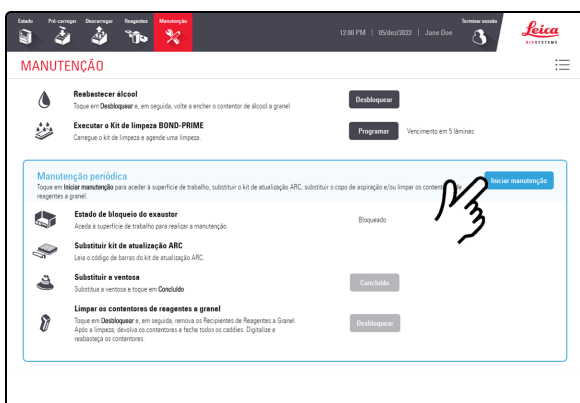 Estado Pré-carregar Descarregar Reagentes Manutenção
12:00 PM | 05/dez/2022 | Jane Doe
Terminar sessão
Leica
BIOSYSTEMS
MANUTENÇÃO
Reabastecer álcool
Toque em Desbloquear e, em seguida, volte a encher o contentor de álcool a granel.
Desbloquear
Executar o Kit de limpeza BOND-PRIME
Carregue o kit de limpeza e agende uma limpeza.
Programar
Vencimento em 5 lâminas
Manutenção periódica
Toque em Iniciar manutenção para aceder à superfície de trabalho, substituir o kit de atualização ARC, substituir o copo de aspiração e/ou limpar os contentores de
reagentes a granel.
Iniciar manutenção
Estado de bloqueio do exaustor
Aceda à superfície de trabalho para realizar a manutenção.
Bloqueado
Substituir kit de atualização ARC
Leia o código de barras do kit de atualização ARC.
Substituir a ventosa
Substitua a ventosa e toque em Concluído
Concluído
Limpar os contentores de reagentes a granel
Toque em Desbloquear e, em seguida, remova os Recipientes de Reagentes a Granel.
Após a limpeza, devolva os contentores e feche todos os caddies. Digitalize e
reabasteça os contentores.
Desbloquear